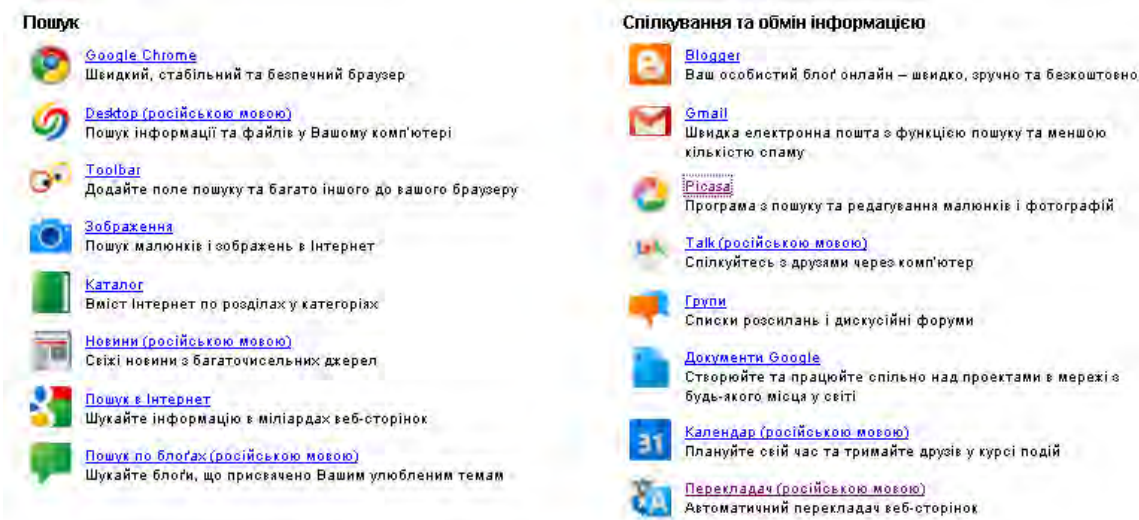 Пошук
Google Chrome
Швидкий, стабільний та безпечний браузер
Desktop (російською мовою)
Пошук інформації та файлів у Вашому комп'ютері
Toolbar
Додайте поле пошуку та багато іншого до вашого браузеру
Зображення
Пошук малюнків і зображень в Інтернет
Каталог
Вміст Інтернет по розділах у категоріях
Новини (російською мовою)
Свіжі новини з багаточисельних джерел
Пошук в Інтернет
Шукайте інформацію в міліардах веб-сторінок
Пошук по блоґах (російською мовою)
Шукайте блоґи, що присвячено Вашим улюбленим темам
Спілкування та обмін інформацією
Blogger
Ваш особистий блоґ онлайн – швидко, зручно та безкоштовно
Gmail
Швидка електронна пошта з функцією пошуку та меншою
кількістю спаму
Picasa
Програма з пошуку та редагування малюнків і фотографій
talk
Talk (російською мовою)
Спілкуйтесь з друзями через комп'ютер
Групи
Списки розсилань і дискусійні форуми
Документи Google
Створюйте та працюйте спільно над проектами в мережі з
будь-якого місця у світі
31
Календар (російською мовою)
Плануйте свій час та тримайте друзів у курсі подій
Перекладач (російською мовою)
Автоматичний перекладач веб-сторінок